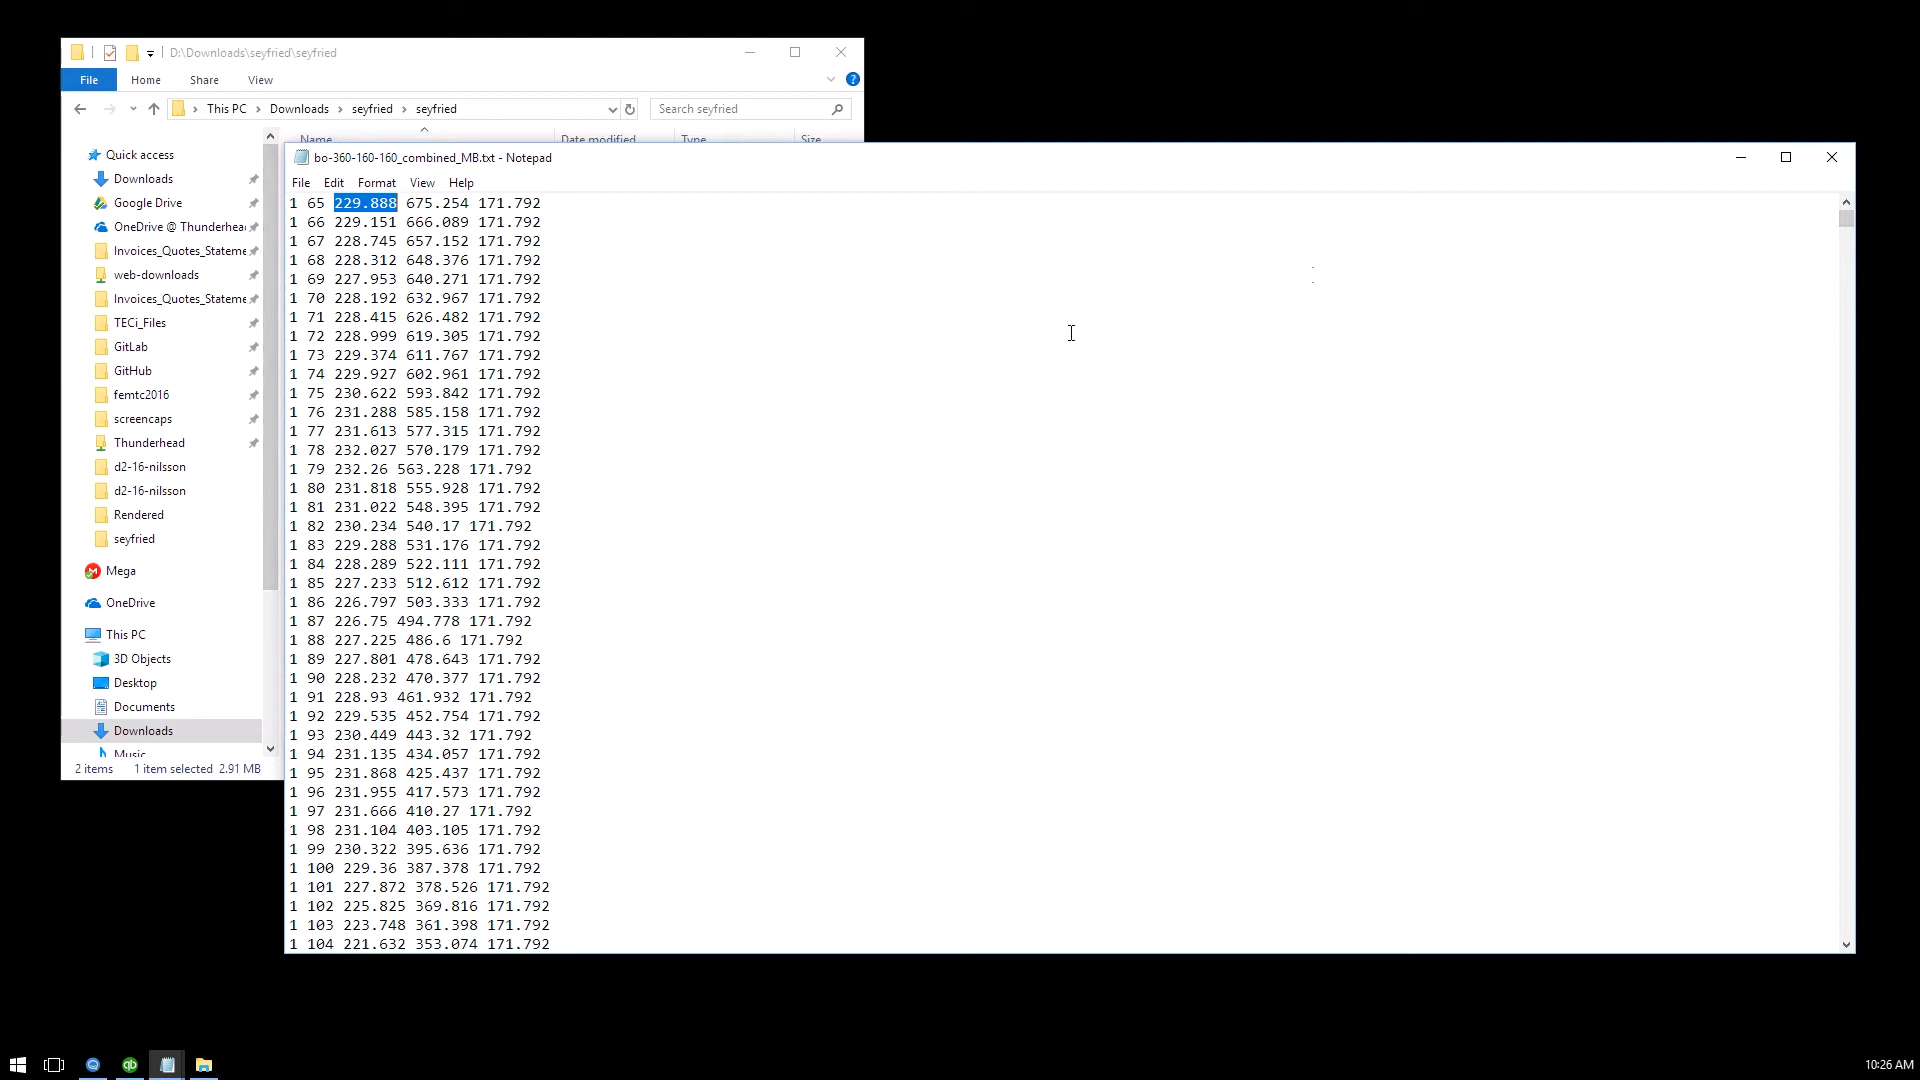 D:\Downloads\seyfried\seyfried
File Home Share View
This PC Downloads seyfried seyfried
Search seyfried
Name Date modified Type Size
Quick access
Downloads
Google Drive
OneDrive @ Thunderhea
Invoices_Quotes_Stateme
web-downloads
Invoices_Quotes_Stateme
TECi_Files
GitLab
GitHub
femtc2016
screencaps
Thunderhead
d2-16-nilsson
d2-16-nilsson
Rendered
seyfried
Mega
OneDrive
This PC
3D Objects
Desktop
Documents
Downloads
Music
2 items 1 item selected 2.91 MB
bo-360-160-160_combined_MB.txt - Notepad
File Edit Format View Help
1 65 229.888 675.254 171.792
1 66 229.151 666.089 171.792
1 67 228.745 657.152 171.792
1 68 228.312 648.376 171.792
1 69 227.953 640.271 171.792
1 70 228.192 632.967 171.792
1 71 228.415 626.482 171.792
1 72 228.999 619.305 171.792
1 73 229.374 611.767 171.792
1 74 229.927 602.961 171.792
1 75 230.622 593.842 171.792
1 76 231.288 585.158 171.792
1 77 231.613 577.315 171.792
1 78 232.027 570.179 171.792
1 79 232.26 563.228 171.792
1 80 231.818 555.928 171.792
1 81 231.022 548.395 171.792
1 82 230.234 540.17 171.792
1 83 229.288 531.176 171.792
1 84 228.289 522.111 171.792
1 85 227.233 512.612 171.792
1 86 226.797 503.333 171.792
1 87 226.75 494.778 171.792
1 88 227.225 486.6 171.792
1 89 227.801 478.643 171.792
1 90 228.232 470.377 171.792
1 91 228.93 461.932 171.792
1 92 229.535 452.754 171.792
1 93 230.449 443.32 171.792
1 94 231.135 434.057 171.792
1 95 231.868 425.437 171.792
1 96 231.955 417.573 171.792
1 97 231.666 410.27 171.792
1 98 231.104 403.105 171.792
1 99 230.322 395.636 171.792
1 100 229.36 387.378 171.792
1 101 227.872 378.526 171.792
1 102 225.825 369.816 171.792
1 103 223.748 361.398 171.792
1 104 221.632 353.074 171.792
qb
10:26 AM